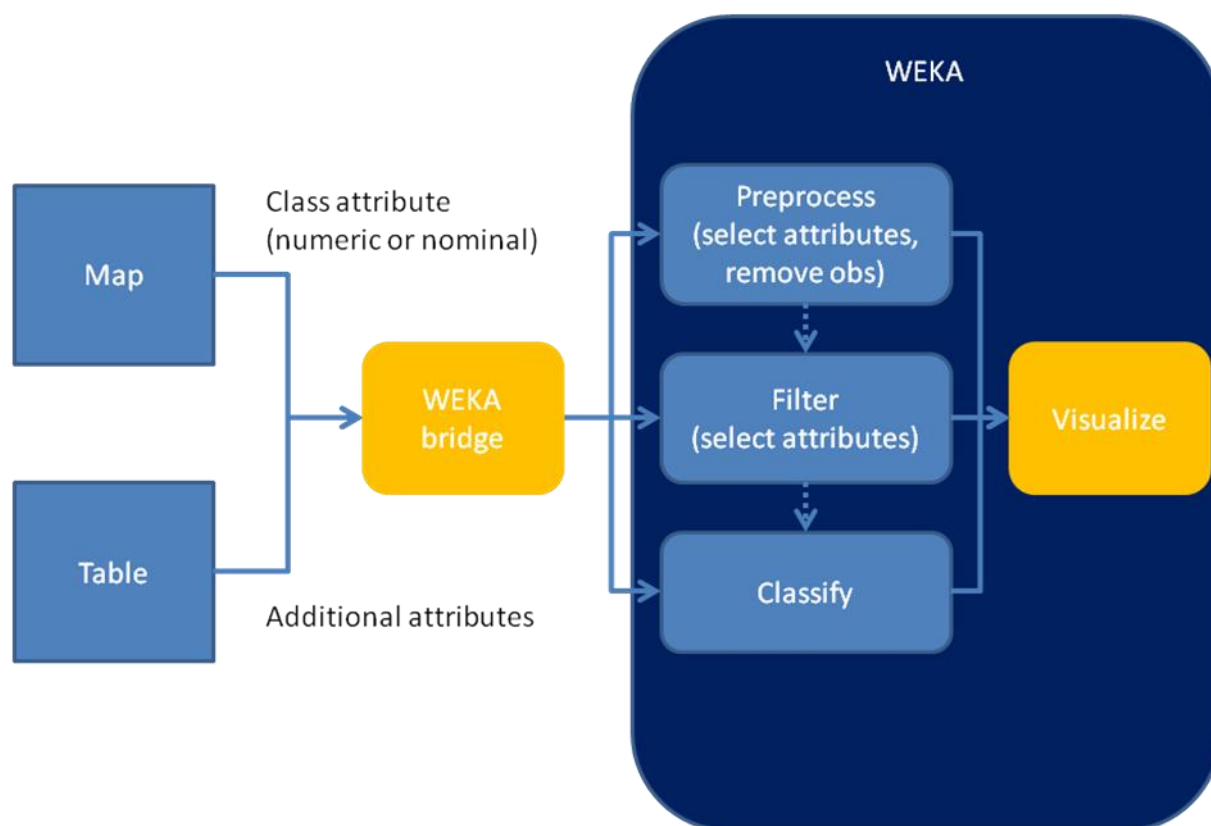 WEKA
Class attribute
(numeric or nominal)
Map
Preprocess
(select attributes,
remove obs)
WEKA
bridge
Filter
(select attributes)
Visualize
Table
Additional attributes
Classify